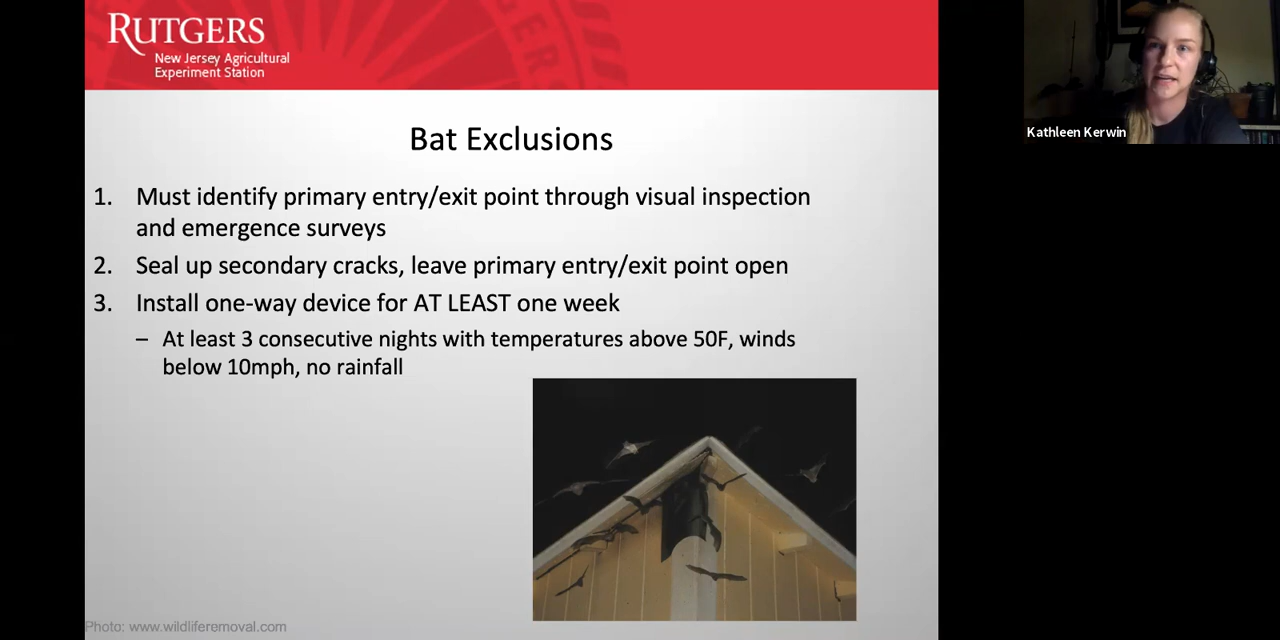 RUTGERS
New Jersey Agricultural
Experiment Station
Kathleen Kerwin
Bat Exclusions
1. Must identify primary entry/exit point through visual inspection
and emergence surveys
2. Seal up secondary cracks, leave primary entry/exit point open
3. Install one-way device for AT LEAST one week
– At least 3 consecutive nights with temperatures above 50F, winds
below 10mph, no rainfall
Photo: www.wildliferemoval.com